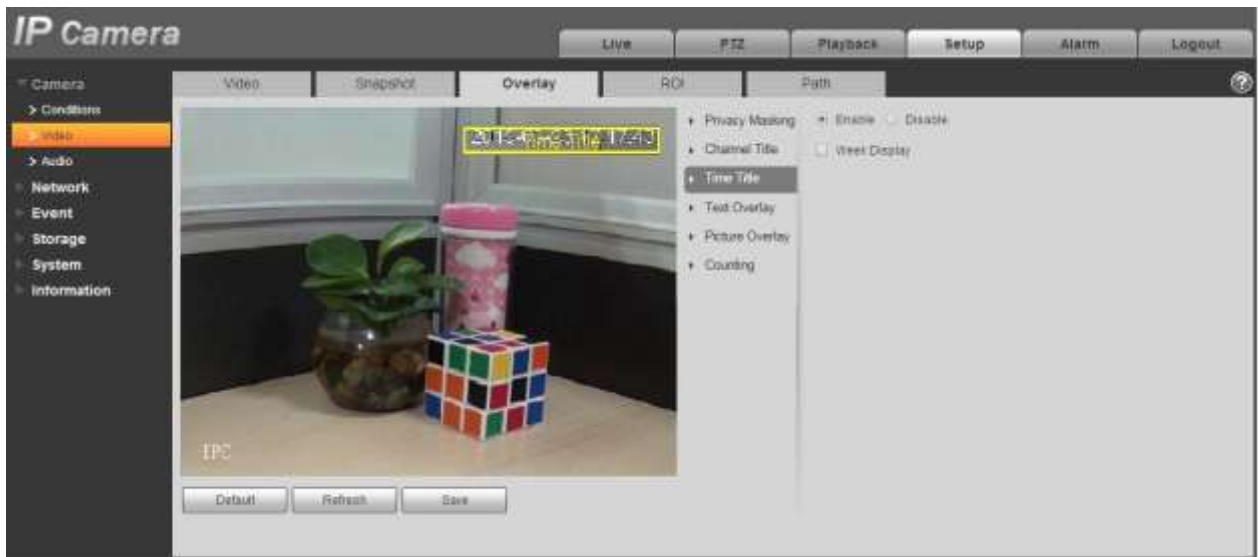 IP Camera
Live PTZ Playback Setup Alarm Logout
Camera
Conditions
Video
Audio
Network
Event
Storage
System
Information
Video Snapshot Overlay ROI Path
IPC
Default Refresh Save
Privacy Masking
Channel Title
Time Title
Text Overlay
Picture Overlay
Counting
Enable Disable
Week Display